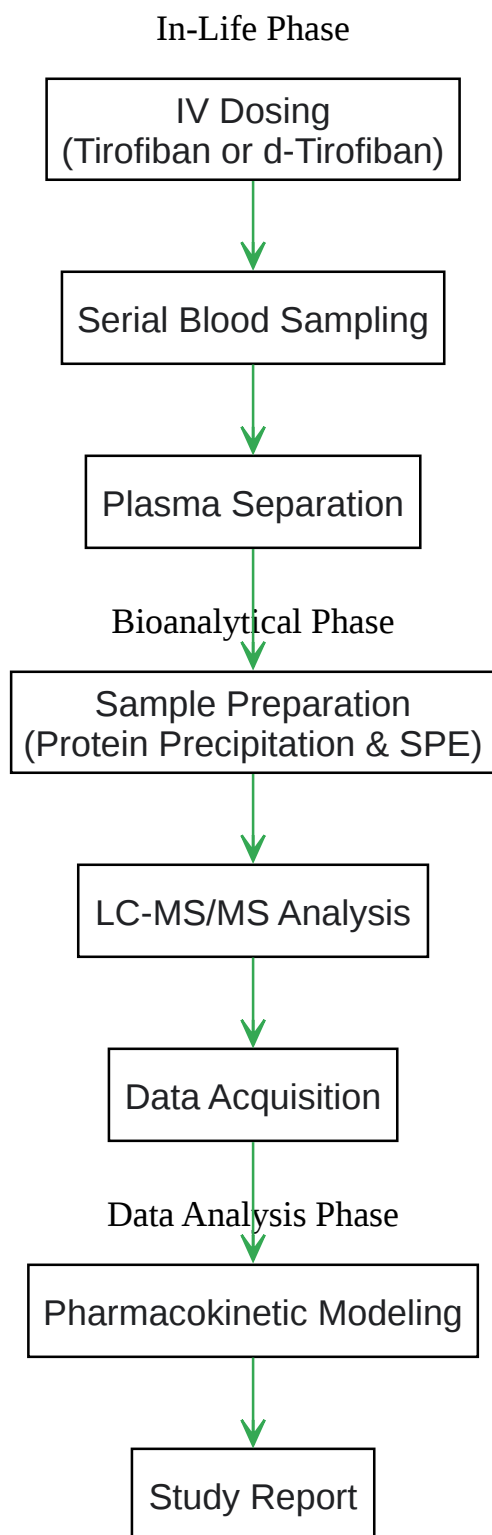 In-Life Phase
IV Dosing
(Tirofiban or d-Tirofiban)
Serial Blood Sampling
Plasma Separation
Bioanalytical Phase
Sample Preparation
(Protein Precipitation & SPE)
LC-MS/MS Analysis
Data Acquisition
Data Analysis Phase
Pharmacokinetic Modeling
Study Report